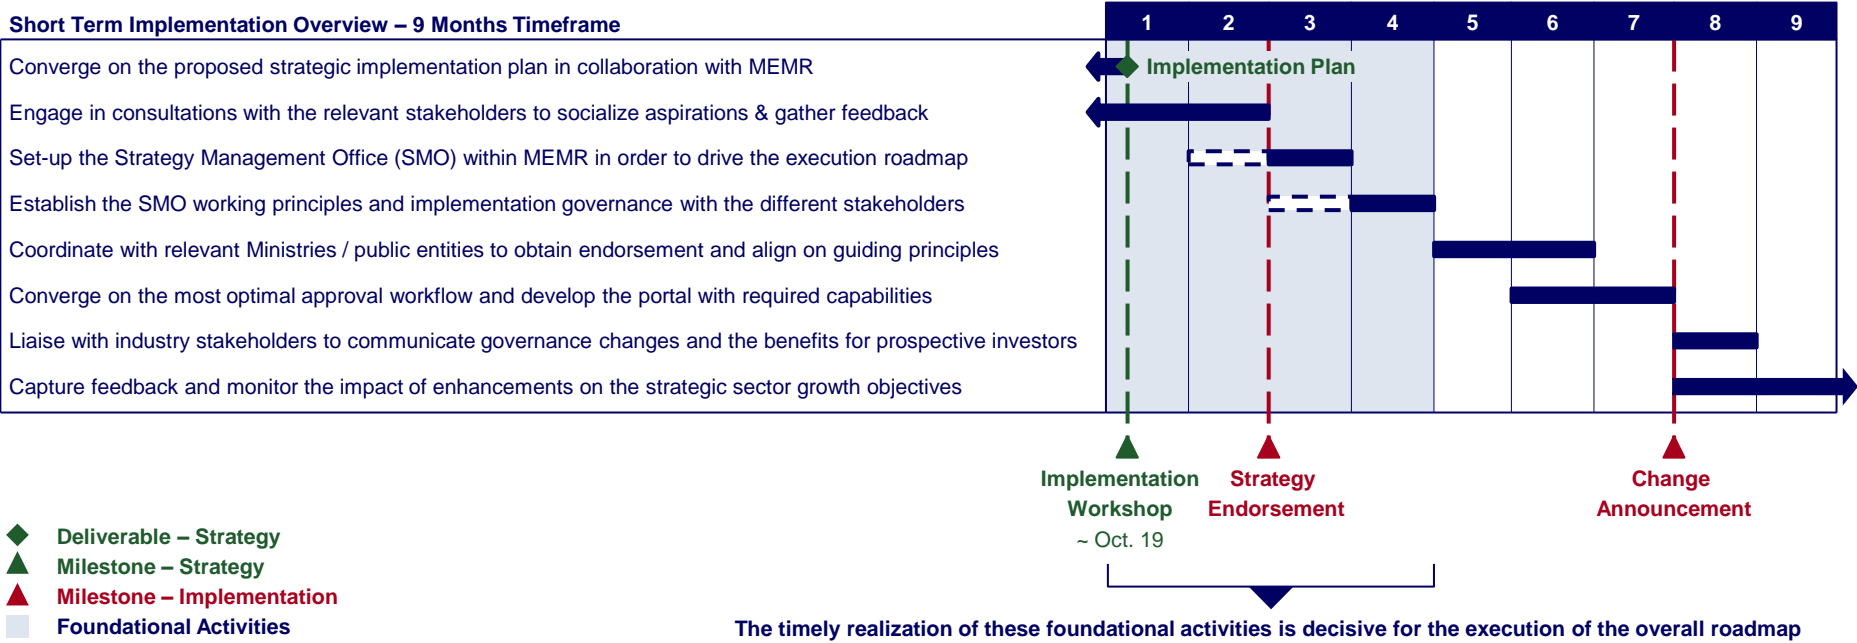 Short Term Implementation Overview – 9 Months Timeframe
1 2 3 4 5 6 7 8 9
Converge on the proposed strategic implementation plan in collaboration with MEMR
Implementation Plan
Engage in consultations with the relevant stakeholders to socialize aspirations & gather feedback
Set-up the Strategy Management Office (SMO) within MEMR in order to drive the execution roadmap
Establish the SMO working principles and implementation governance with the different stakeholders
Coordinate with relevant Ministries / public entities to obtain endorsement and align on guiding principles
Converge on the most optimal approval workflow and develop the portal with required capabilities
Liaise with industry stakeholders to communicate governance changes and the benefits for prospective investors
Capture feedback and monitor the impact of enhancements on the strategic sector growth objectives
Implementation
Workshop
~ Oct. 19
Strategy
Endorsement
Change
Announcement
Deliverable – Strategy
Milestone – Strategy
Milestone – Implementation
Foundational Activities
The timely realization of these foundational activities is decisive for the execution of the overall roadmap